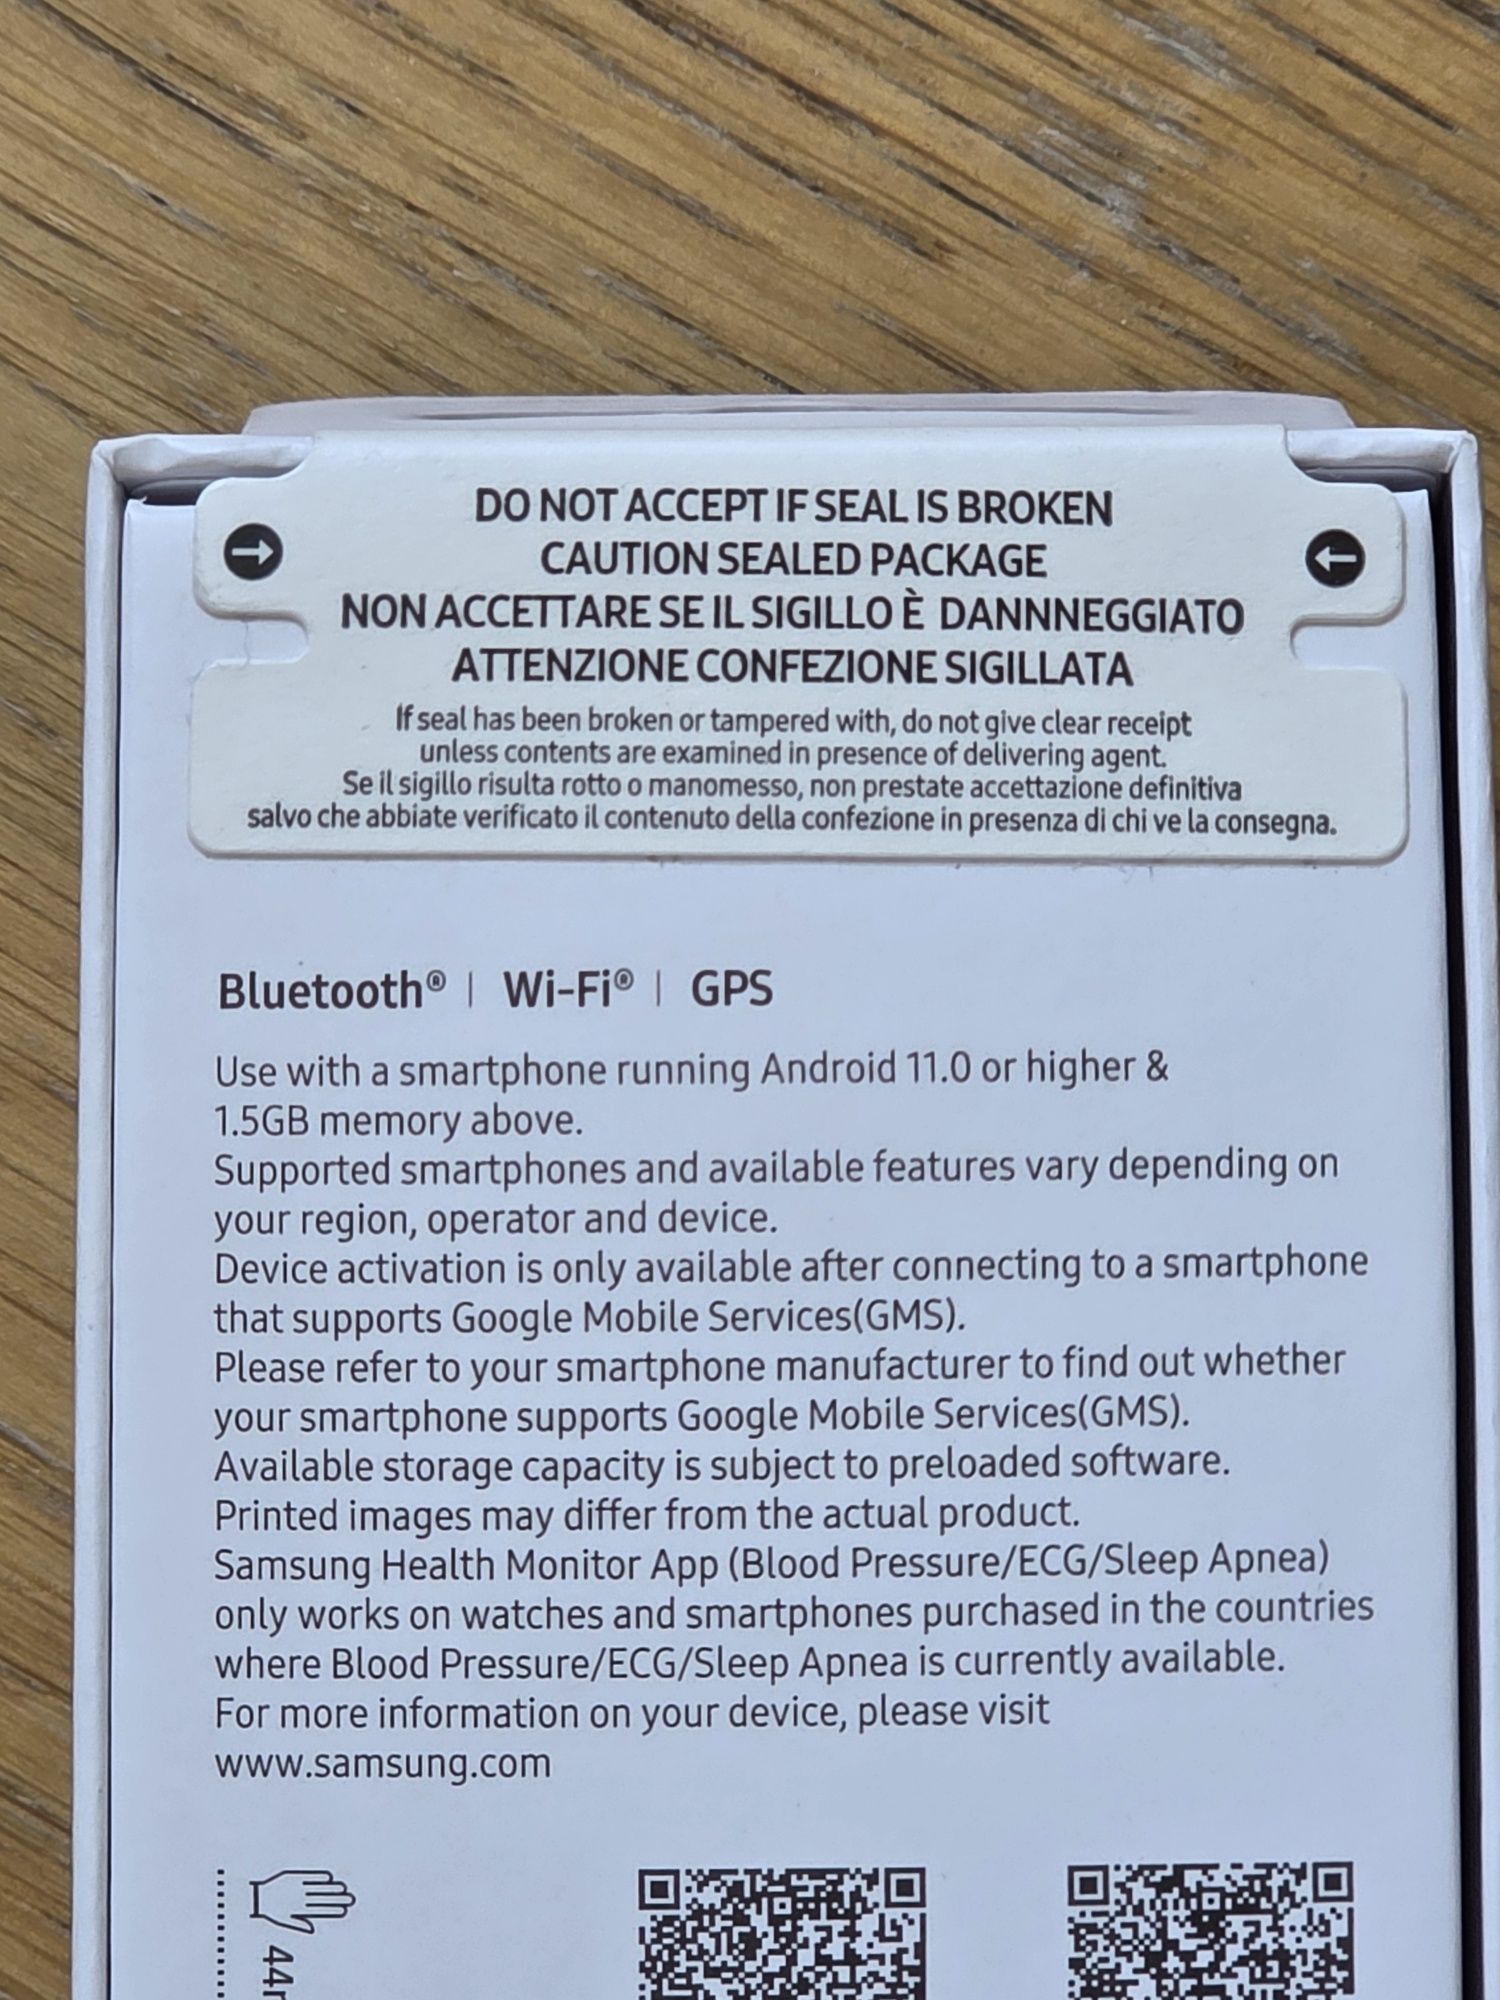 DO NOT ACCEPT IF SEAL IS BROKEN
CAUTION SEALED PACKAGE
NON ACCETTARE SE IL SIGILLO È DANNNEGGIATO
ATTENZIONE CONFEZIONE SIGILLATA
If seal has been broken or tampered with, do not give clear receipt
unless contents are examined in presence of delivering agent.
Se il sigillo risulta rotto o manomesso, non prestate accettazione definitiva
salvo che abbiate verificato il contenuto della confezione in presenza di chi ve la consegna.
Bluetooth® | Wi-Fi® | GPS
Use with a smartphone running Android 11.0 or higher &
1.5GB memory above.
Supported smartphones and available features vary depending on
your region, operator and device.
Device activation is only available after connecting to a smartphone
that supports Google Mobile Services(GMS).
Please refer to your smartphone manufacturer to find out whether
your smartphone supports Google Mobile Services(GMS).
Available storage capacity is subject to preloaded software.
Printed images may differ from the actual product.
Samsung Health Monitor App (Blood Pressure/ECG/Sleep Apnea)
only works on watches and smartphones purchased in the countries
where Blood Pressure/ECG/Sleep Apnea is currently available.
For more information on your device, please visit
www.samsung.com
44